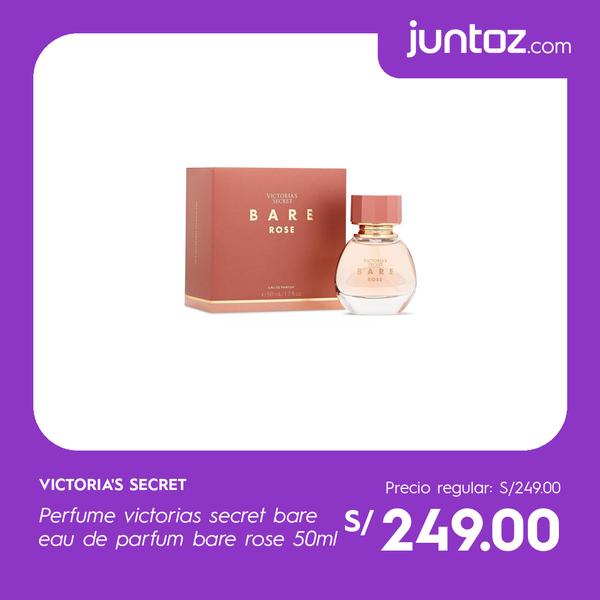 juntoz.com
VICTORIA'S
SECRET
BARE
ROSE
EAU DE PARFUM
VICTORIA'S
SECRET
BARE
ROSE
VICTORIA'S SECRET
Perfume victorias secret bare
eau de parfum bare rose 50ml
Precio regular: S/249.00
S/ 249.00